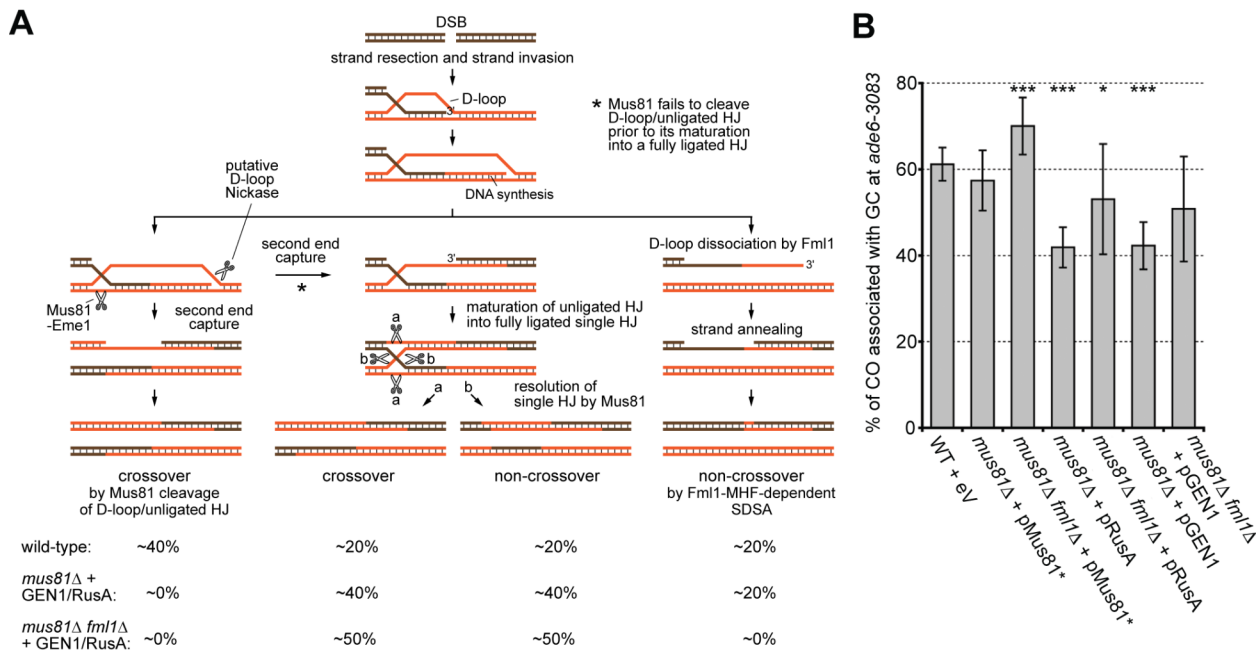 A
DSB
strand resection and strand invasion
D-loop
3'
* Mus81 fails to cleave
D-loop/unligated HJ
prior to its maturation
into a fully ligated HJ
DNA synthesis
putative
D-loop
Nickase
second end
capture
*
3'
D-loop dissociation by Fml1
3'
Mus81
-Eme1
second end
capture
maturation of unligated HJ
into fully ligated single HJ
strand annealing
a
b
b
a
a
b
resolution of
single HJ by Mus81
crossover
by Mus81 cleavage
of D-loop/unligated HJ
crossover
non-crossover
non-crossover
by Fml1-MHF-dependent
SDSA
wild-type: ~40% ~20% ~20% ~20%
mus81Δ +
GEN1/RusA: ~0% ~40% ~40% ~20%
mus81Δ fml1Δ
+ GEN1/RusA: ~0% ~50% ~50% ~0%
B
% of CO associated with GC at ade6-3083
80
60
40
20
0
*** *** * ***
WT + eV
mus81Δ + pMus81*
mus81Δ fml1Δ + pMus81*
mus81Δ + pRusA
mus81Δ fml1Δ + pRusA
mus81Δ + pGEN1
mus81Δ fml1Δ
+ pGEN1